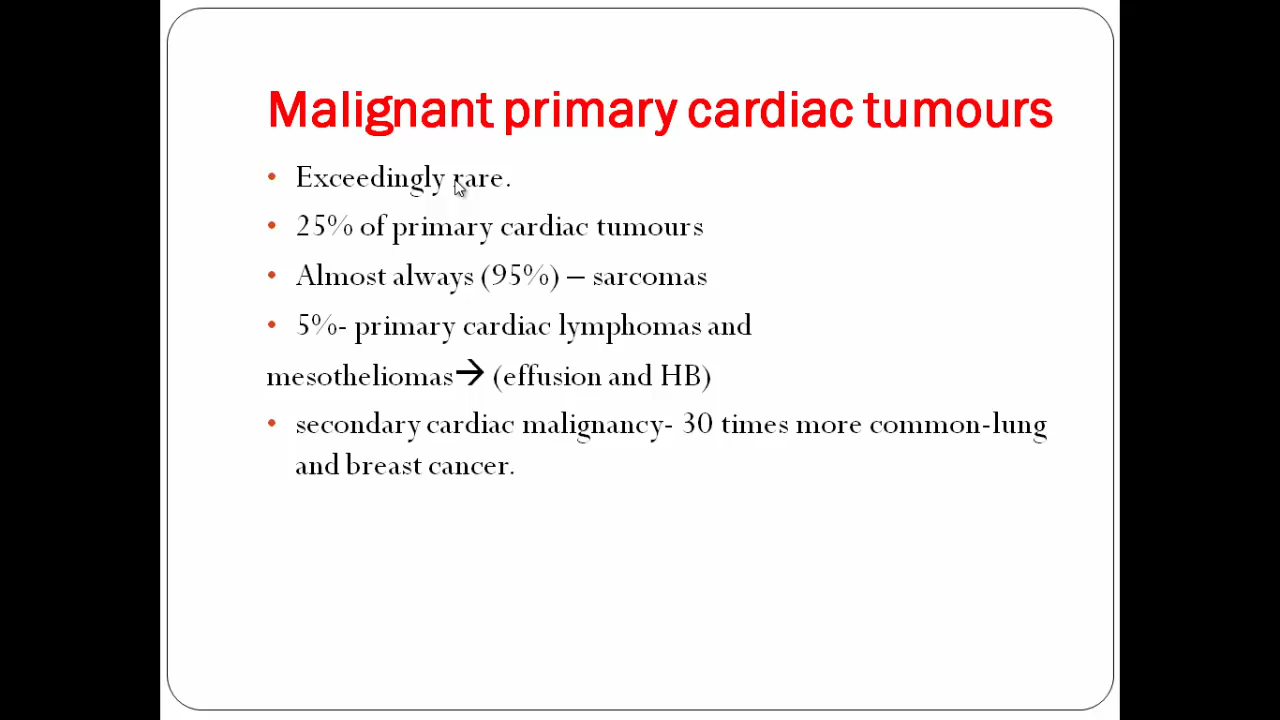 Malignant primary cardiac tumours
• Exceedingly rare.
• 25% of primary cardiac tumours
• Almost always (95%) – sarcomas
• 5%- primary cardiac lymphomas and
mesotheliomas→ (effusion and HB)
• secondary cardiac malignancy- 30 times more common-lung
and breast cancer.